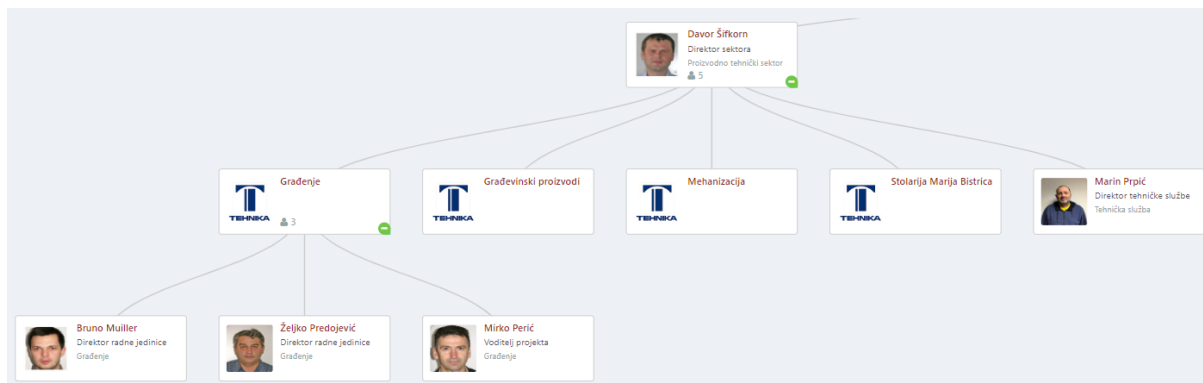 Davor Šifkorn
Direktor sektora
Proizvodno tehnički sektor
5
Građenje
TEHNIKA
3
Građevinski proizvodi
TEHNIKA
Mehanizacija
TEHNIKA
Stolarija Marija Bistrica
TEHNIKA
Marin Prpić
Direktor tehničke službe
Tehnička služba
Bruno Muiller
Direktor radne jedinice
Građenje
Željko Predojević
Direktor radne jedinice
Građenje
Mirko Perić
Voditelj projekta
Građenje